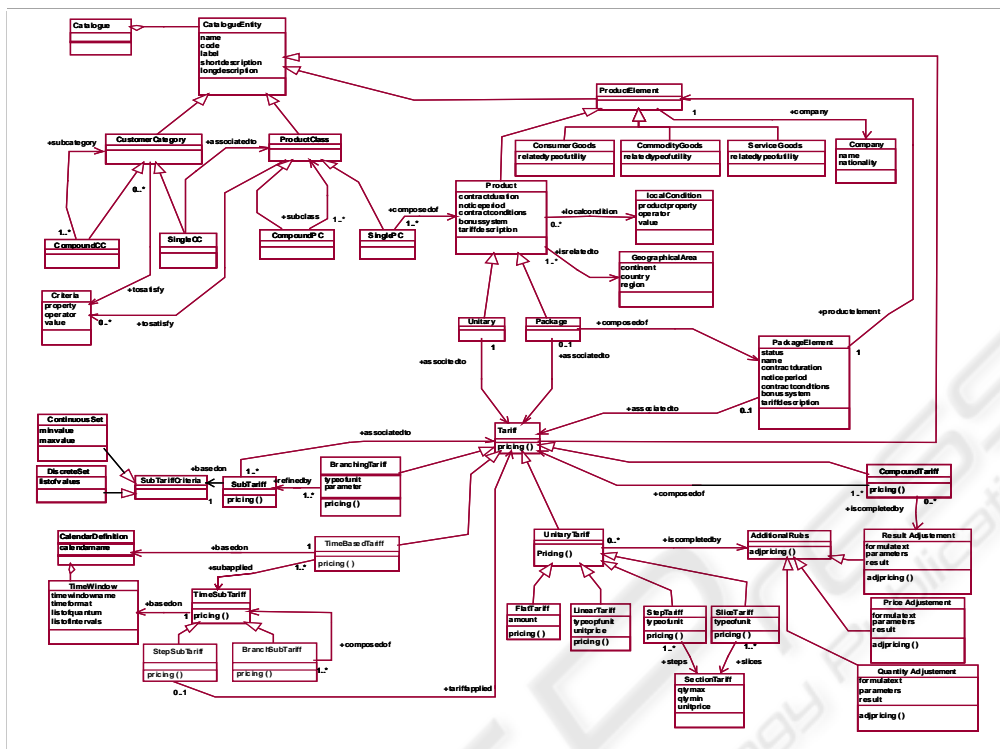 Catalogue
CatalogueEntity
name
code
label
shortdescription
longdescription
ProductElement
1
+company
Company
name
nationality
ConsumerGoods
relatedtypeofutility
CommodityGoods
relatedtypeofutility
ServiceGoods
relatedtypeofutility
+subcategory
CustomerCategory
+associatedto
ProductClass
0..*
1..*
CompoundCC
SingleCC
+subclass
1..*
CompoundPC
+composedof
1..*
1..*
SinglePC
Product
contractduration
noticeperiod
contractconditions
bonussystem
tariffdescription
+localcondition
0..*
localCondition
productproperty
operator
value
+isrelatedto
1..*
GeographicalArea
continent
country
region
Criteria
property
operator
value
+tosatisfy
0..*
+tosatisfy
Unitary
1
Package
0..1
+composedof
+productelement
+associtedto
+associatedto
PackageElement
status
name
contractduration
noticeperiod
contractconditions
bonussystem
tariffdescription
1
+associatedto
0..1
ContinuousSet
minvalue
maxvalue
DiscreteSet
listofvalues
SubTariffCriteria
+basedon
1
1..*
SubTariff
pricing ( )
+associatedto
+refinedby
1..*
BranchingTariff
typeofunit
parameter
pricing ( )
Tariff
pricing ( )
+composedof
1..*
CompoundTariff
pricing ( )
0..*
+iscompletedby
CalendarDefinition
calendarname
+basedon
1
TimeBasedTariff
pricing ( )
+subapplied
1..*
TimeWindow
timewindowname
timeformat
listofquantum
listofintervals
+basedon
1
TimeSubTariff
pricing ( )
+composedof
1..*
StepSubTariff
pricing ( )
0..1
BranchSubTariff
pricing ( )
+tariffapplied
UnitaryTariff
Pricing ( )
0..*
+iscompletedby
AdditionalRules
adjpricing ( )
Result Adjustement
formulatext
parameters
result
adjpricing ( )
Price Adjustement
formulatext
parameters
result
adjpricing ( )
Quantity Adjustement
formulatext
parameters
result
adjpricing ( )
FlatTariff
amount
pricing ( )
LinearTariff
typeopfunit
unitprice
pricing ( )
StepTariff
typeofunit
pricing ( )
1..*
SliceTariff
typeofunit
pricing ( )
1..*
+steps
+slices
SectionTariff
qtymax
qtymin
unitprice